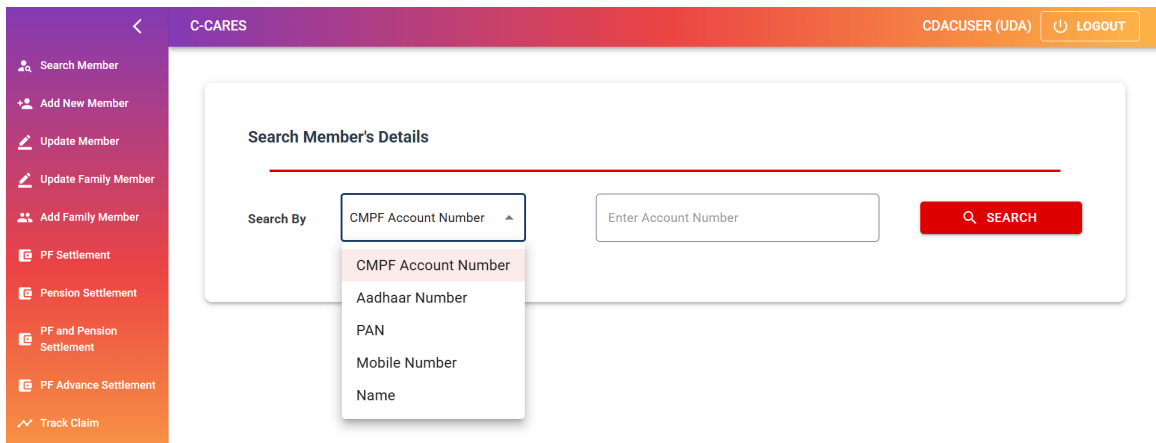 C-CARES
CDACUSER (UDA)
LOGOUT
Search Member
Add New Member
Update Member
Update Family Member
Add Family Member
PF Settlement
Pension Settlement
PF and Pension
Settlement
PF Advance Settlement
Track Claim
Search Member's Details
Search By
CMPF Account Number
Enter Account Number
SEARCH
CMPF Account Number
Aadhaar Number
PAN
Mobile Number
Name